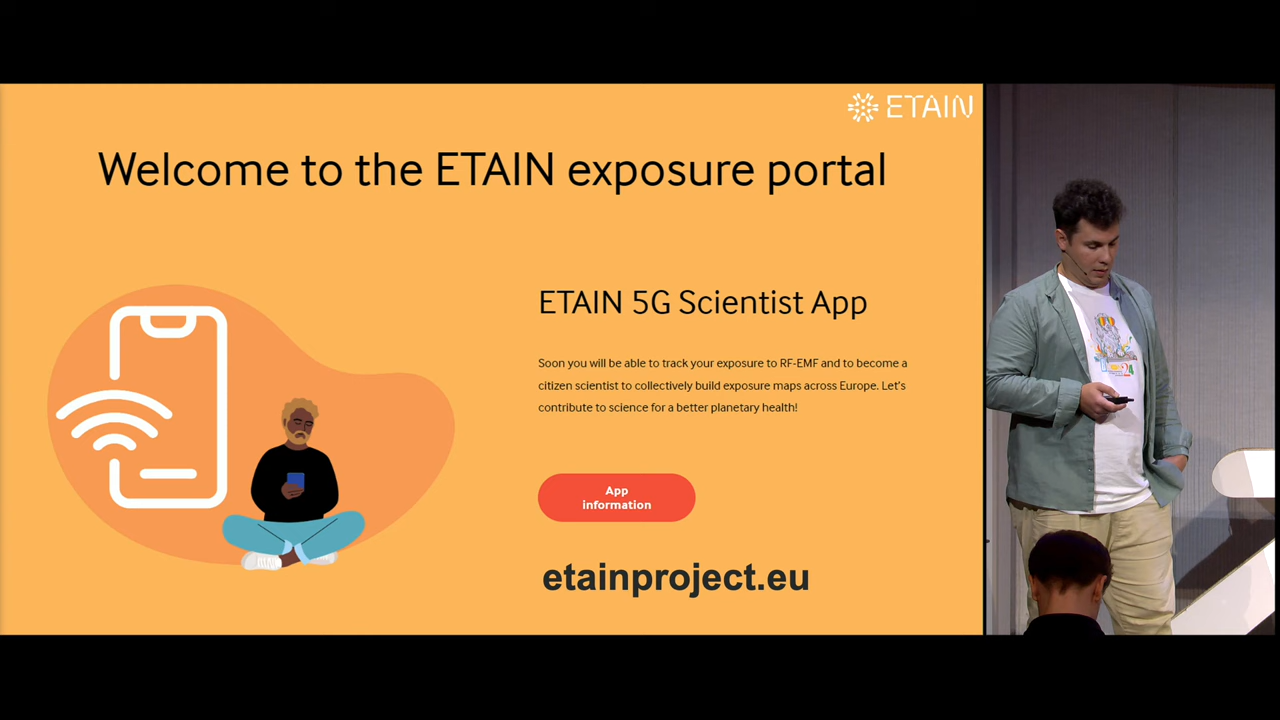 ETAIN
Welcome to the ETAIN exposure portal
ETAIN 5G Scientist App
Soon you will be able to track your exposure to RF-EMF and to become a
citizen scientist to collectively build exposure maps across Europe. Let's
contribute to science for a better planetary health!
App
information
etainproject.eu